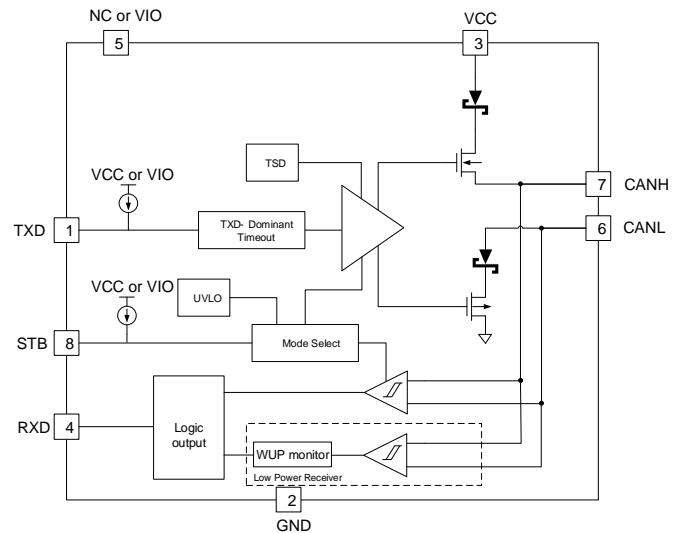 NC or VIO
VCC
5
3
TSD
VCC or VIO
7
CANH
TXD
1
TXD- Dominant
Timeout
6
CANL
VCC or VIO
UVLO
STB
8
Mode Select
RXD
4
Logic
output
WUP monitor
Low Power Receiver
2
GND